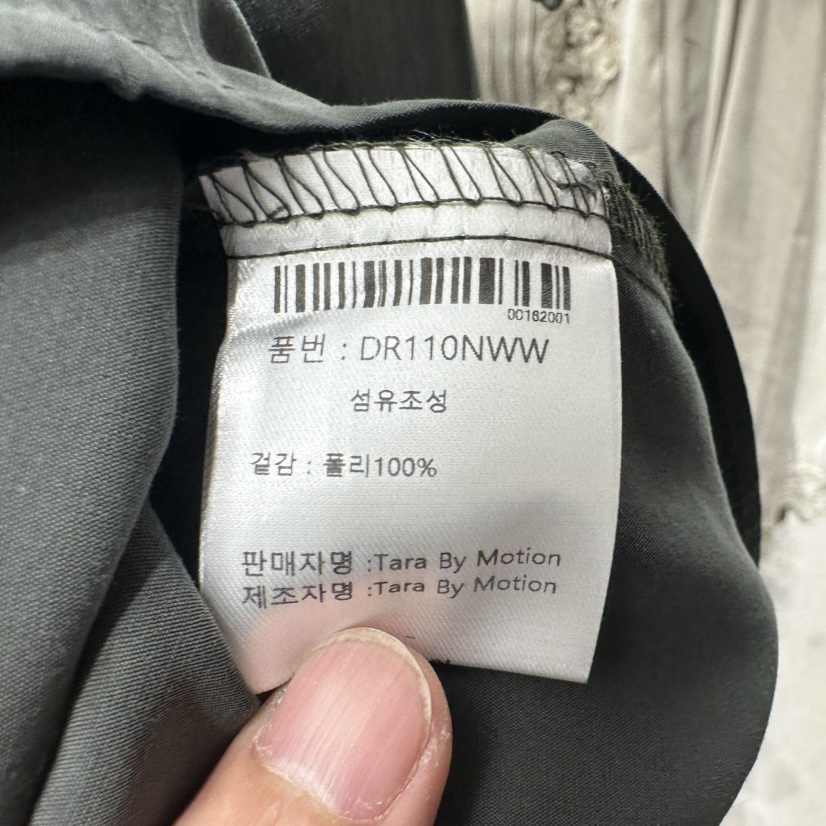 00162001
품번 : DR110NWW
섬유조성
겉감 : 폴리100%
판매자명 :Tara By Motion
제조자명 :Tara By Motion